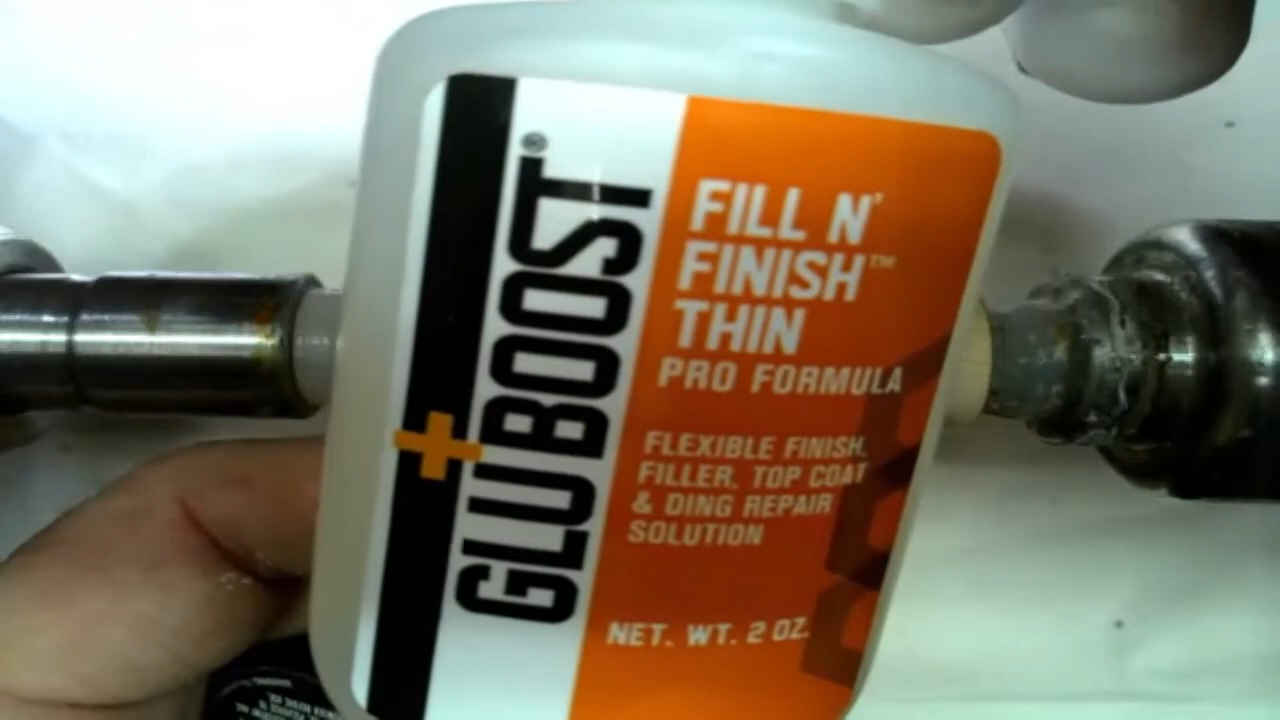 GLUBOOST®
FILL N'
FINISH™
THIN
PRO FORMULA
FLEXIBLE FINISH,
FILLER, TOP COAT
& DING REPAIR
SOLUTION
NET. WT. 2 OZ.